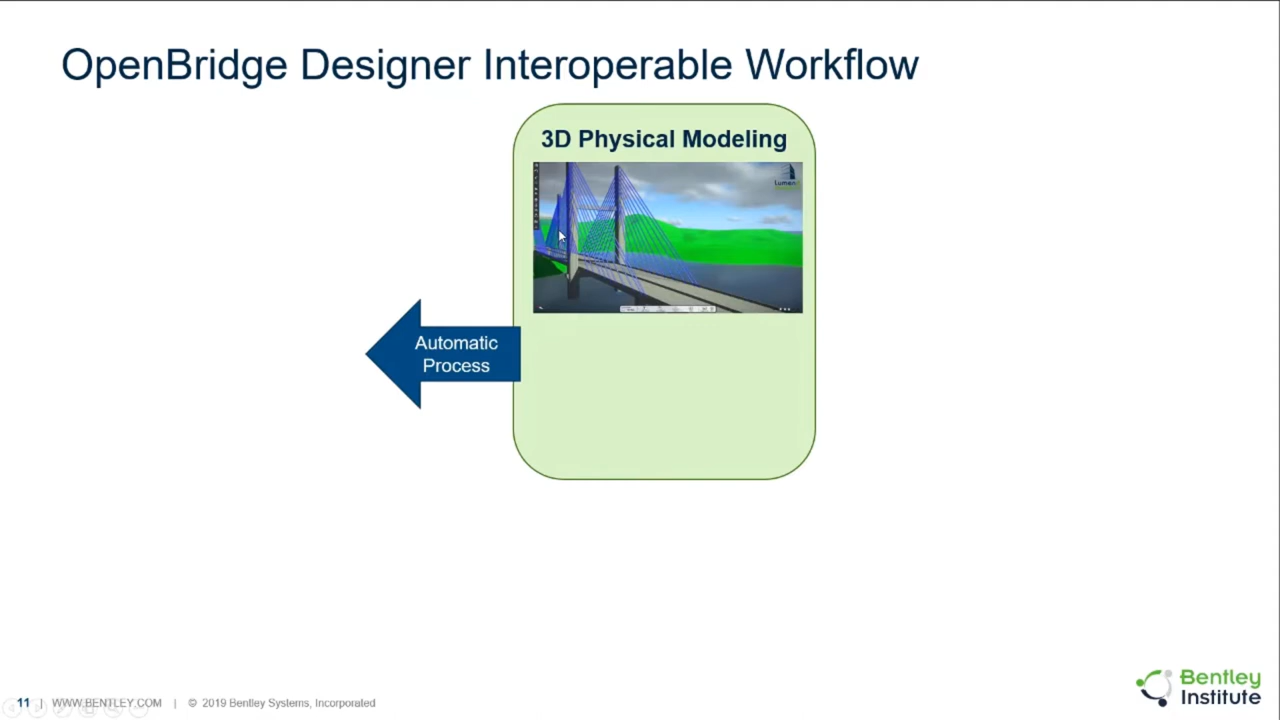 OpenBridge Designer Interoperable Workflow
3D Physical Modeling
Automatic
Process
11 | WWW.BENTLEY.COM | © 2019 Bentley Systems, Incorporated
Bentley
Institute